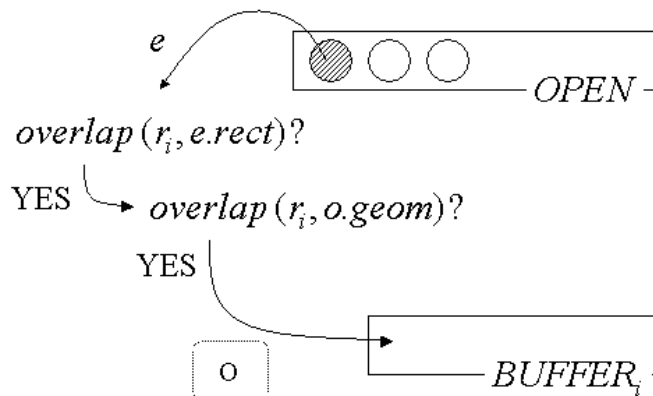 e
OPEN
overlap (r_i, e.rect)?
YES
overlap (r_i, o.geom)?
YES
O
BUFFER_i